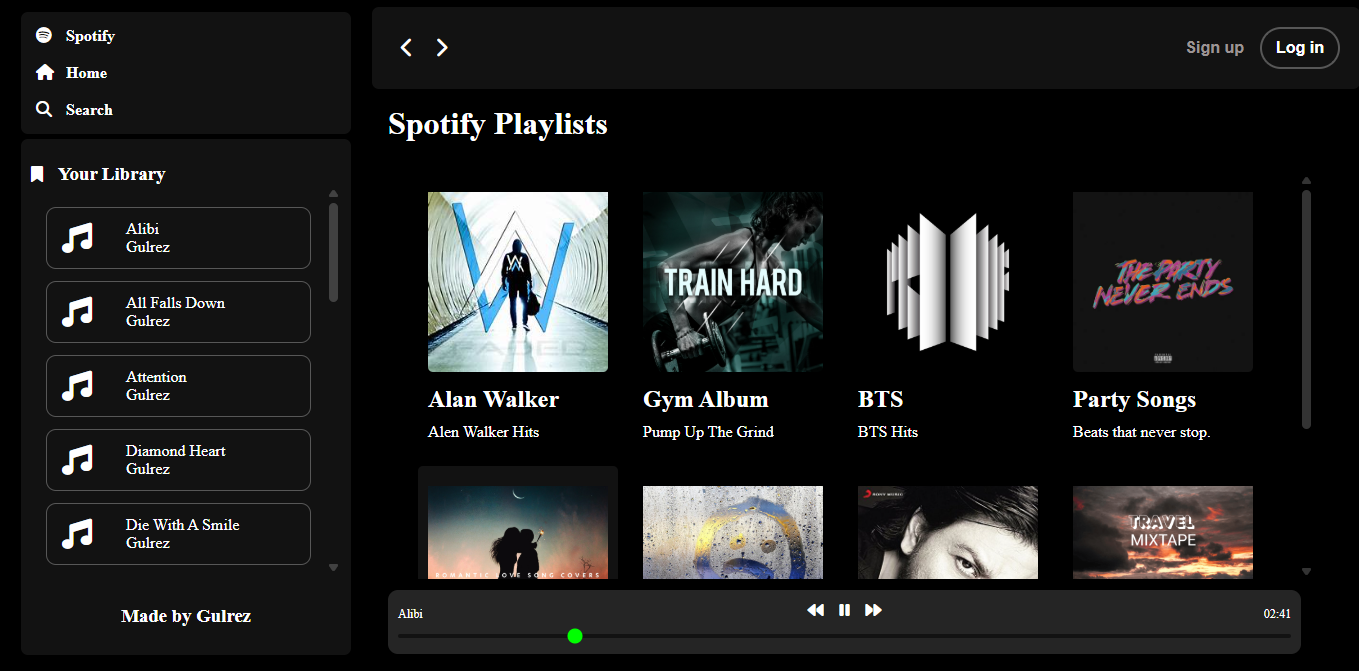 Spotify
Home
Search
Your Library
Alibi
Gulrez
All Falls Down
Gulrez
Attention
Gulrez
Diamond Heart
Gulrez
Die With A Smile
Gulrez
Made by Gulrez
Sign up
Log in
Spotify Playlists
FADED
Alan Walker
Alen Walker Hits
TRAIN HARD
Gym Album
Pump Up The Grind
BTS
BTS Hits
THE PARTY
NEVER ENDS
Party Songs
Beats that never stop.
ROMANTIC LOVE SONG COVERS
SONY MUSIC
TRAVEL
MIXTAPE
Alibi
02:41